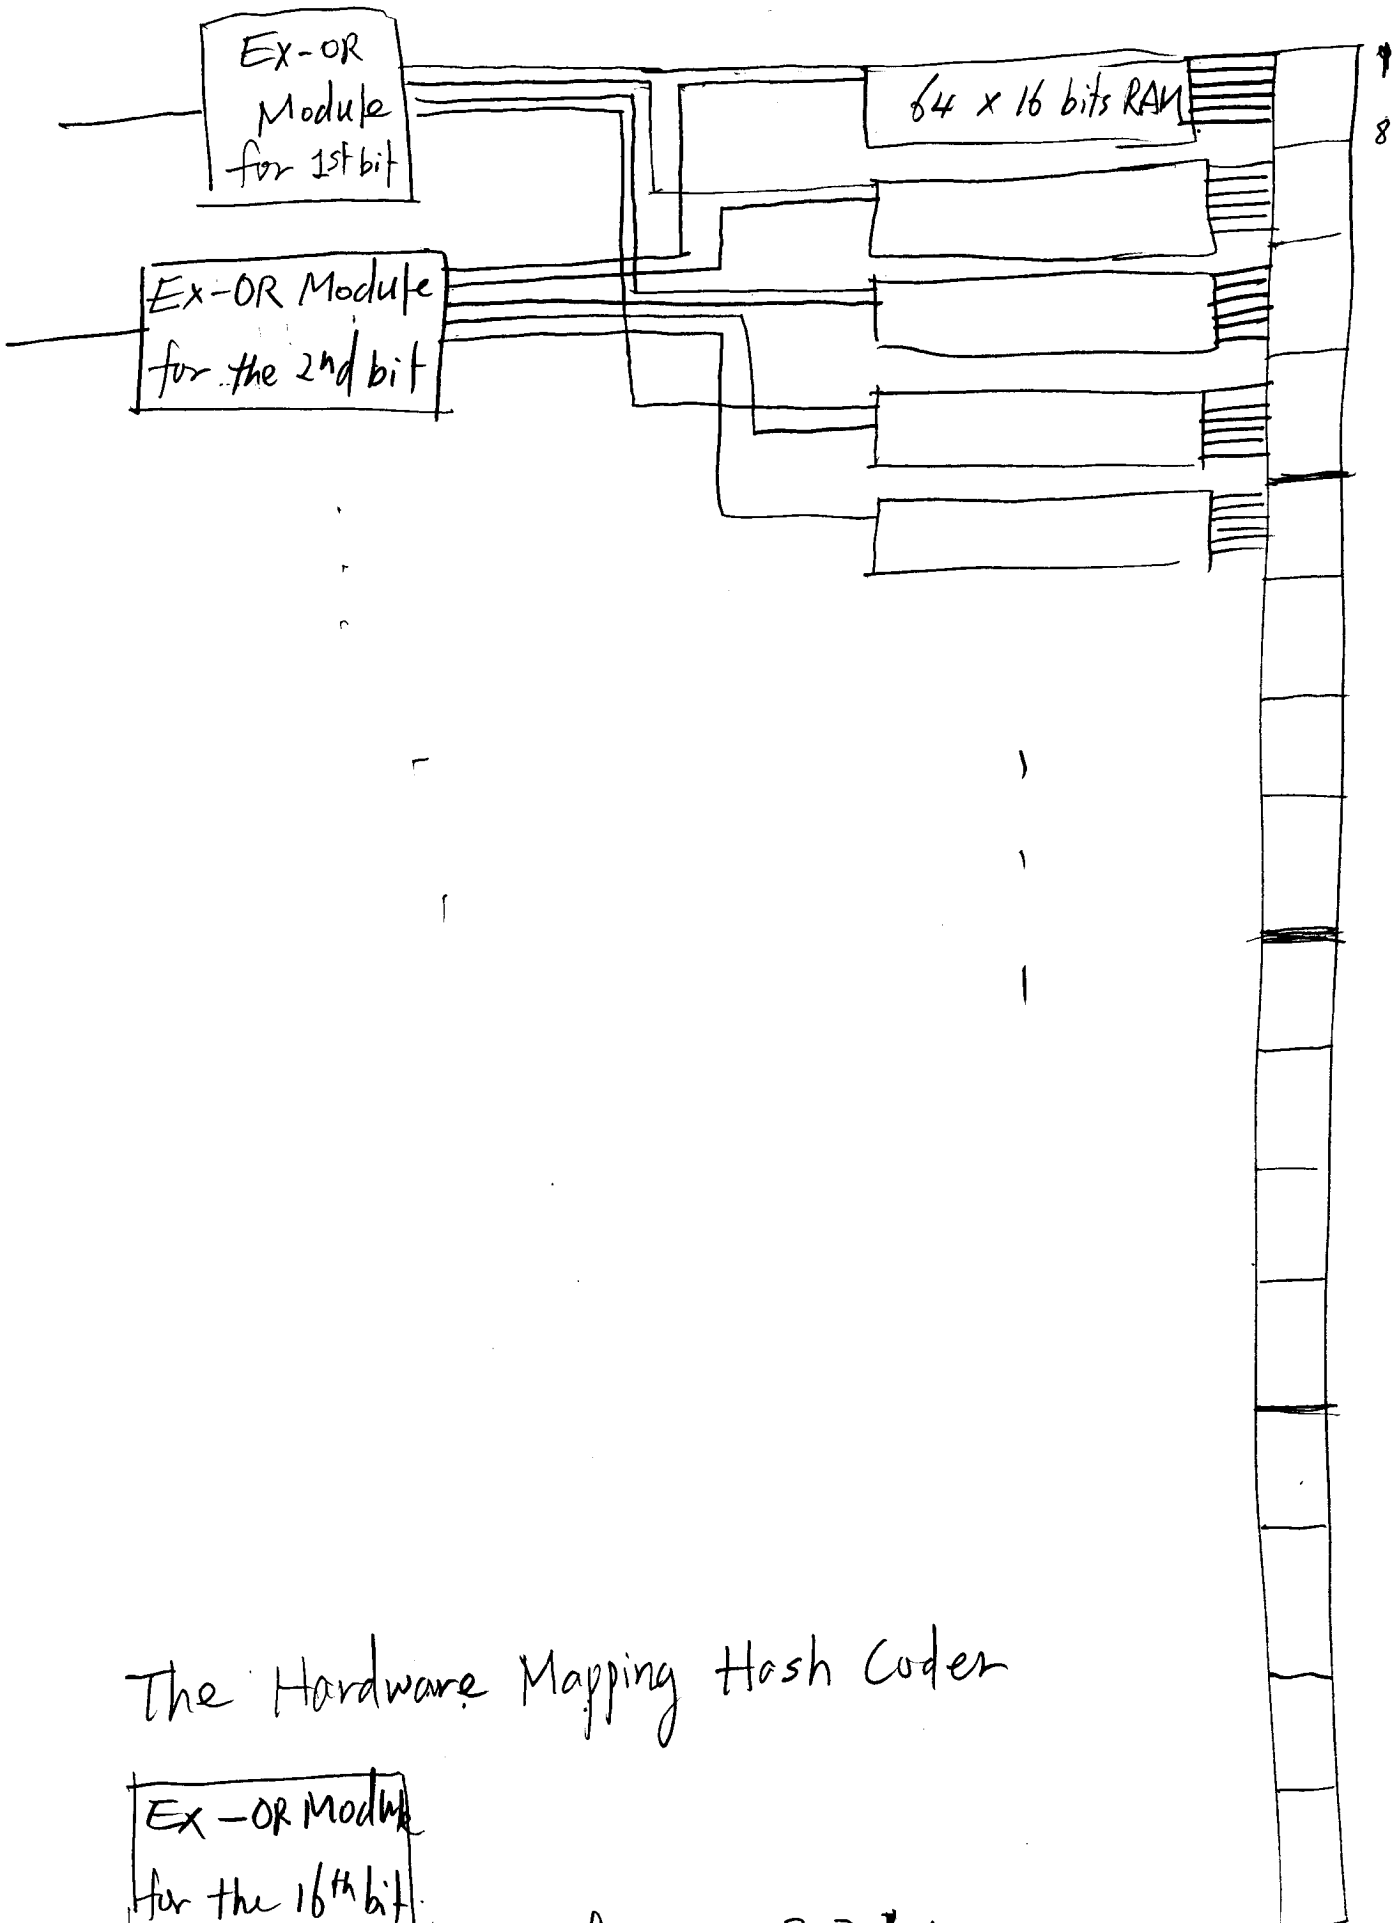 Ex-OR
Module
for 1st bit
64 x 16 bits RAM
1
8
Ex-OR Module
for the 2nd bit
The Hardware Mapping Hash Coder
Ex-OR Module
for the 16th bit